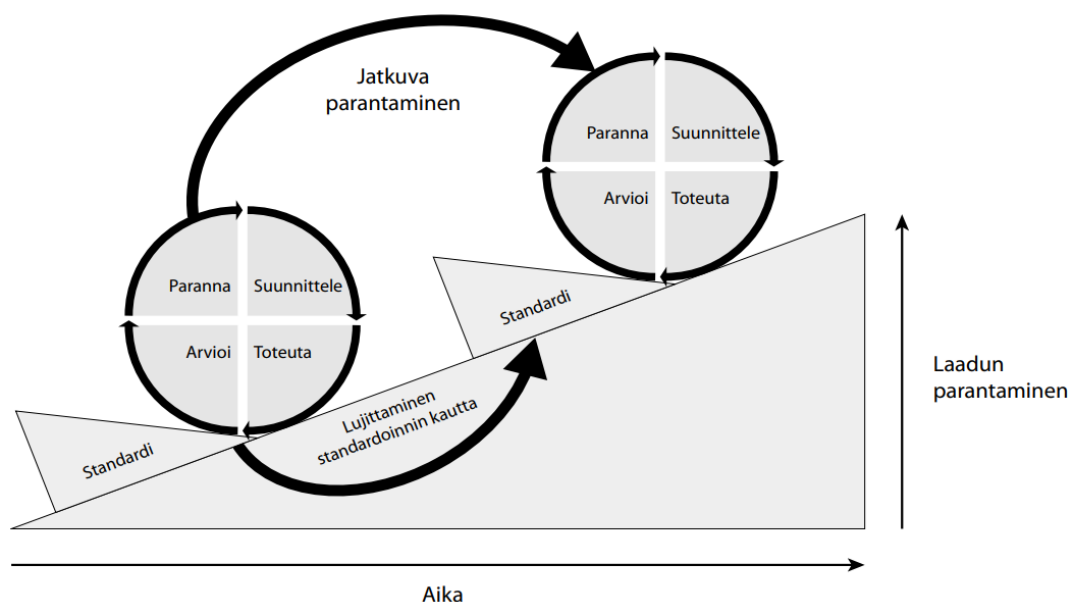 Jatkuva
parantaminen
Paranna
Suunnittele
Arvioi
Toteuta
Paranna
Suunnittele
Arvioi
Toteuta
Standardi
Standardi
Lujittaminen
standardoinnin kautta
Laadun
parantaminen
Aika